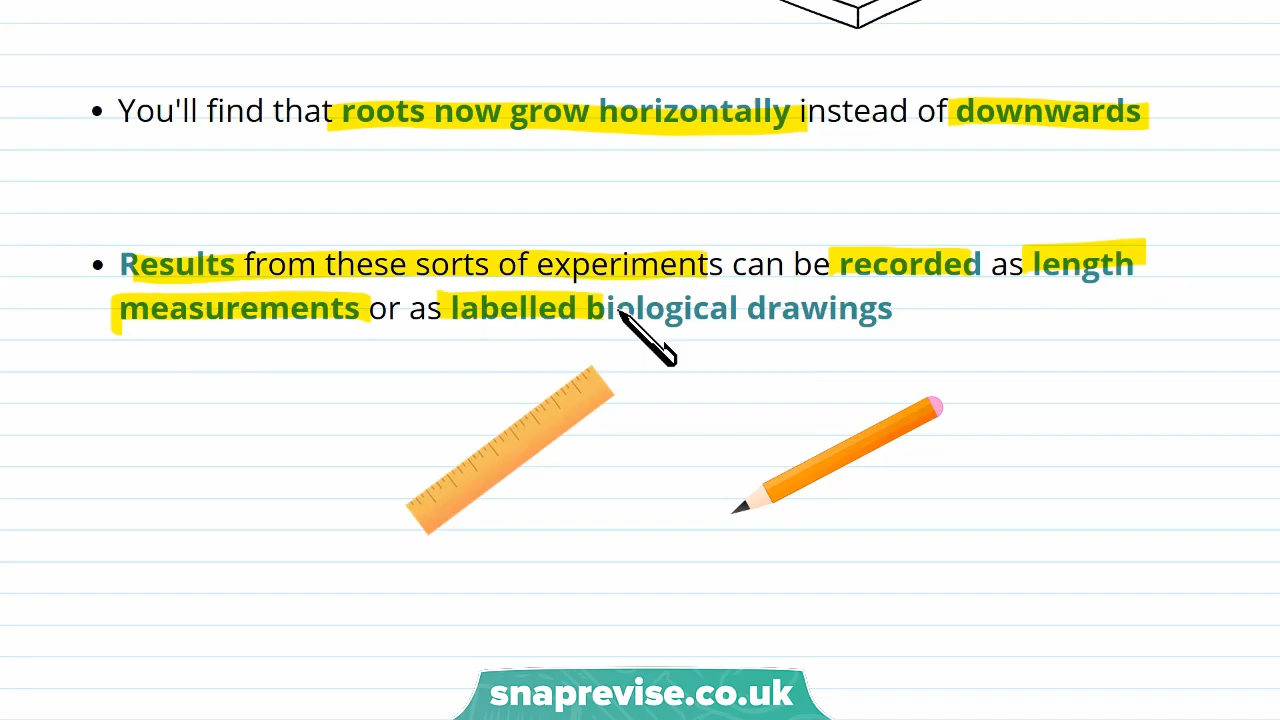 • You'll find that roots now grow horizontally instead of downwards
• Results from these sorts of experiments can be recorded as length
measurements or as labelled biological drawings
snaprevise.co.uk